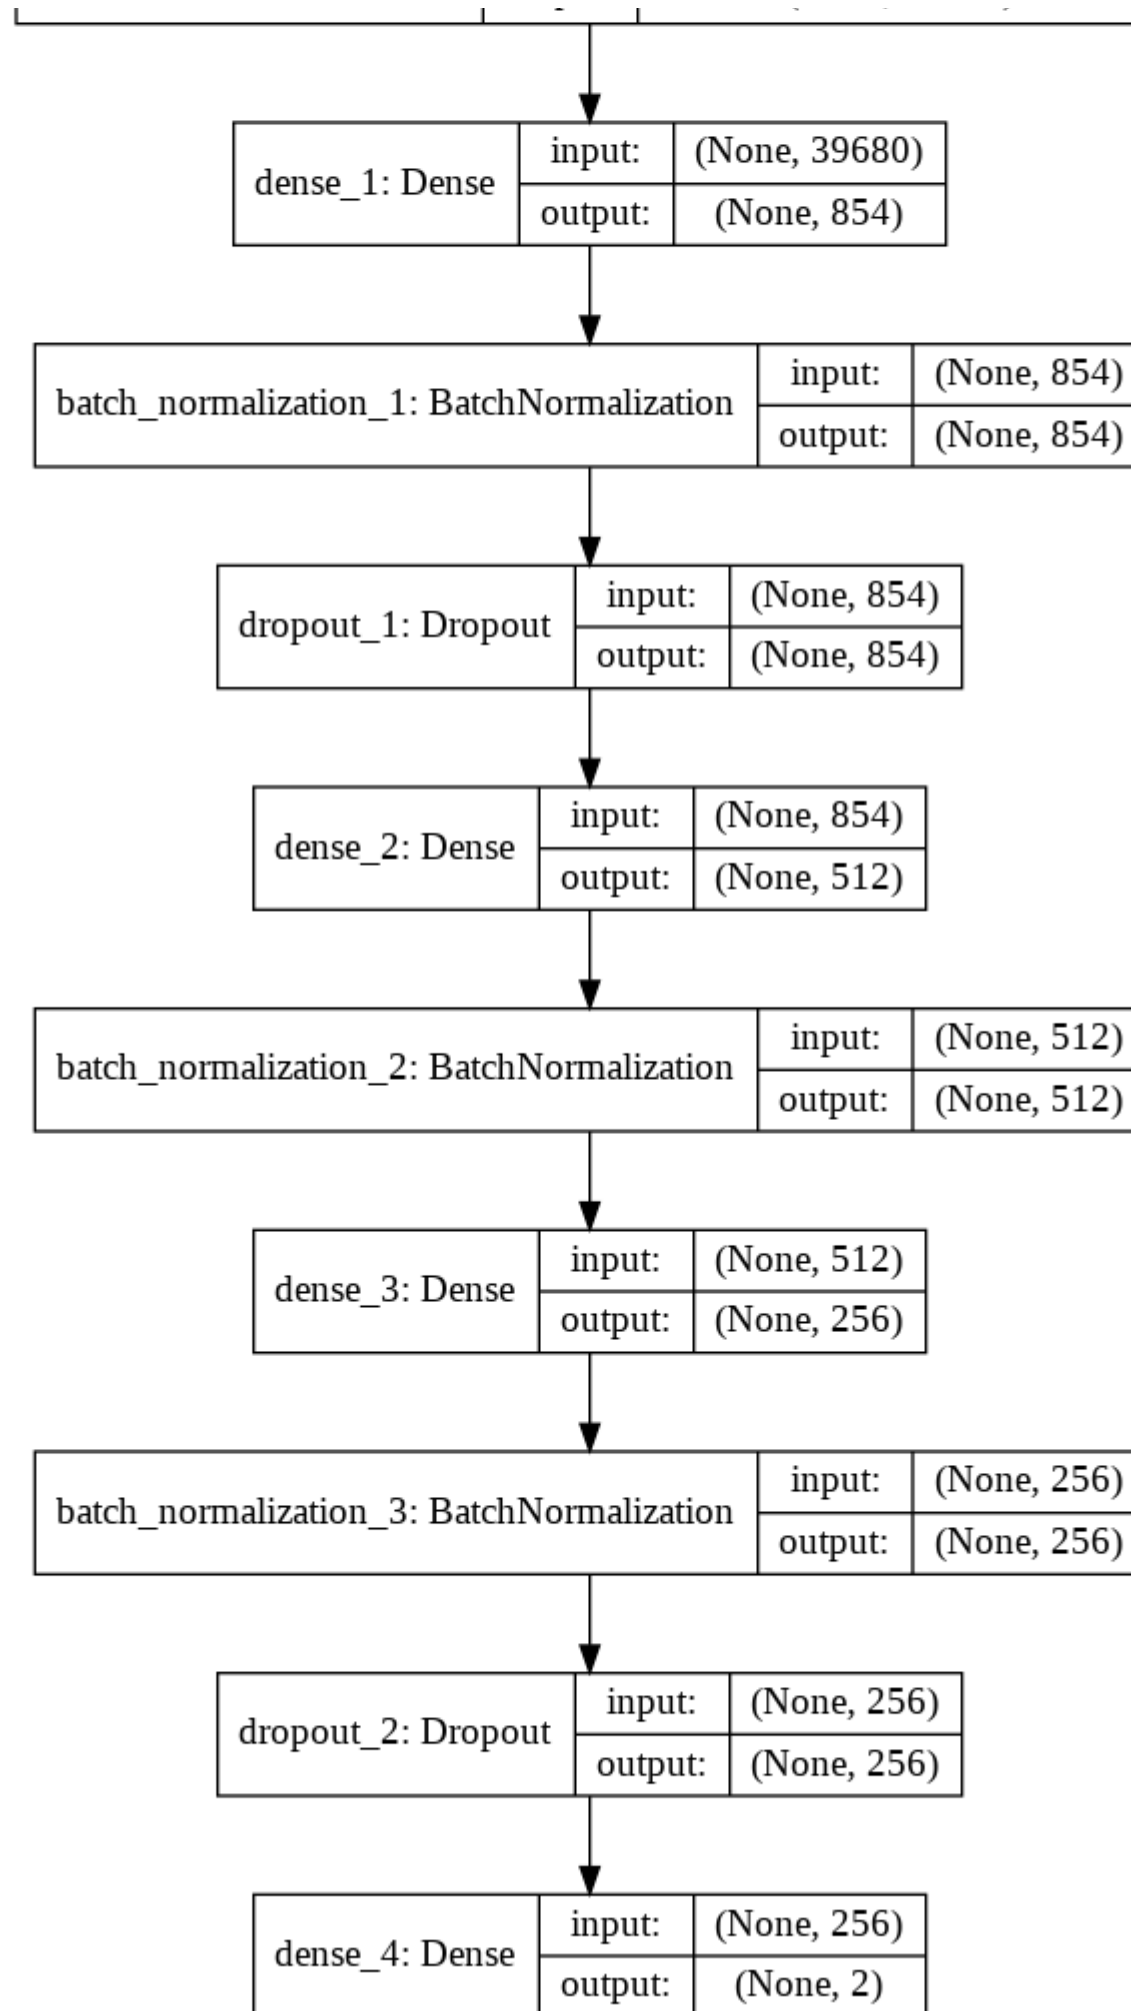 dense_1: Dense
input: (None, 39680)
output: (None, 854)
batch_normalization_1: BatchNormalization
input: (None, 854)
output: (None, 854)
dropout_1: Dropout
input: (None, 854)
output: (None, 854)
dense_2: Dense
input: (None, 854)
output: (None, 512)
batch_normalization_2: BatchNormalization
input: (None, 512)
output: (None, 512)
dense_3: Dense
input: (None, 512)
output: (None, 256)
batch_normalization_3: BatchNormalization
input: (None, 256)
output: (None, 256)
dropout_2: Dropout
input: (None, 256)
output: (None, 256)
dense_4: Dense
input: (None, 256)
output: (None, 2)